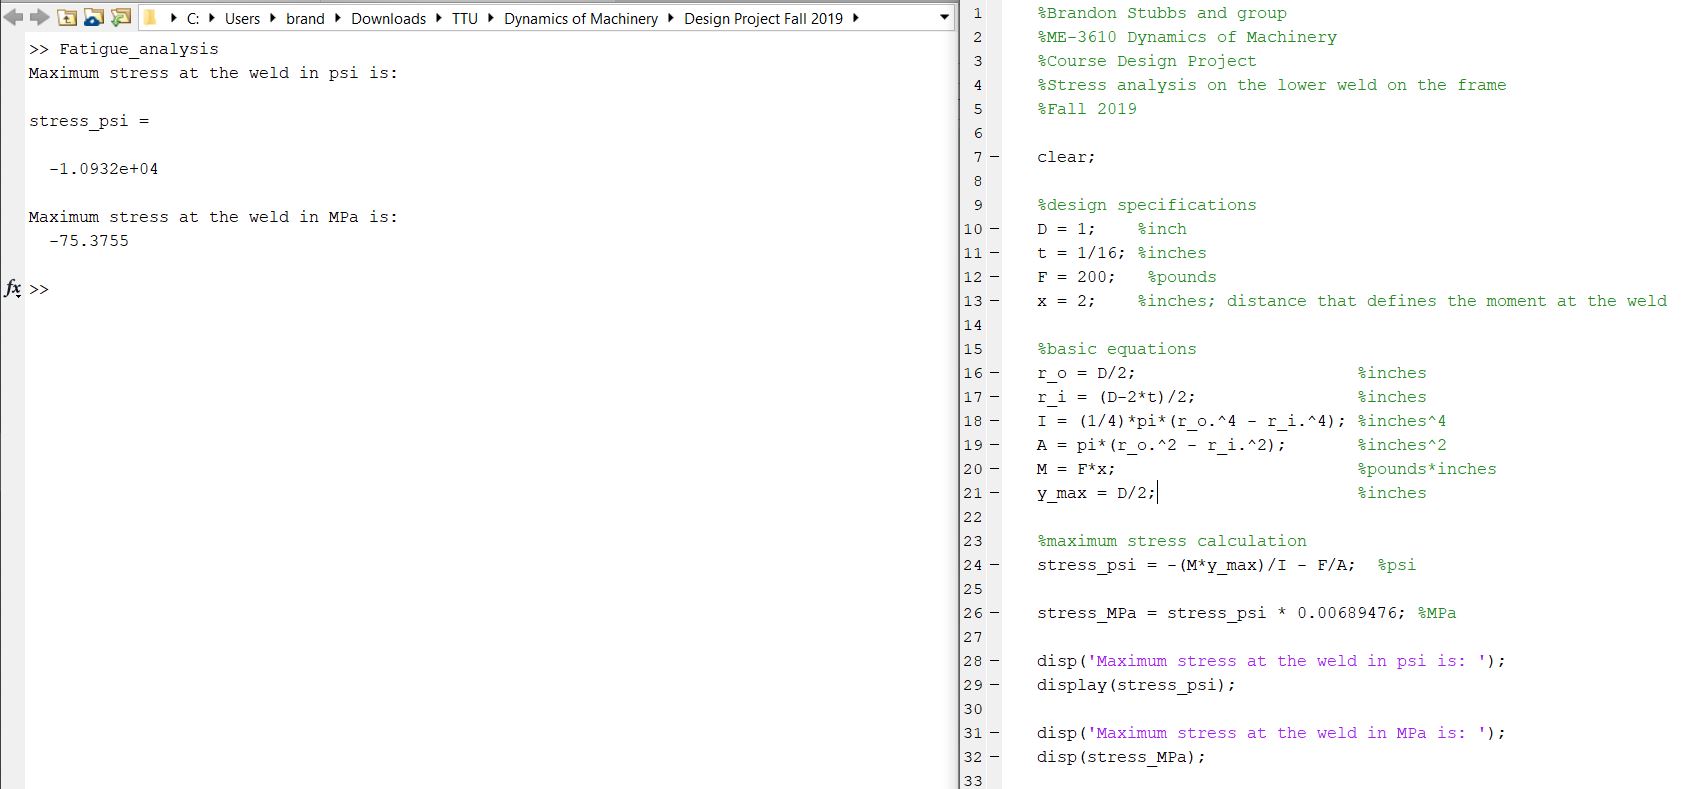 C: Users brand Downloads TTU Dynamics of Machinery Design Project Fall 2019
>> Fatigue_analysis
Maximum stress at the weld in psi is:
stress_psi =
-1.0932e+04
Maximum stress at the weld in MPa is:
-75.3755
fx >>
1 %Brandon Stubbs and group
2 %ME-3610 Dynamics of Machinery
3 %Course Design Project
4 %Stress analysis on the lower weld on the frame
5 %Fall 2019
6
7 − clear;
8
9 %design specifications
10 − D = 1; %inch
11 − t = 1/16; %inches
12 − F = 200; %pounds
13 − x = 2; %inches; distance that defines the moment at the weld
14
15 %basic equations
16 − r_o = D/2; %inches
17 − r_i = (D-2*t)/2; %inches
18 − I = (1/4)*pi*(r_o.^4 - r_i.^4); %inches^4
19 − A = pi*(r_o.^2 - r_i.^2); %inches^2
20 − M = F*x; %pounds*inches
21 − y_max = D/2; %inches
22
23 %maximum stress calculation
24 − stress_psi = -(M*y_max)/I - F/A; %psi
25
26 − stress_MPa = stress_psi * 0.00689476; %MPa
27
28 − disp('Maximum stress at the weld in psi is: ');
29 − display(stress_psi);
30
31 − disp('Maximum stress at the weld in MPa is: ');
32 − disp(stress_MPa);
33